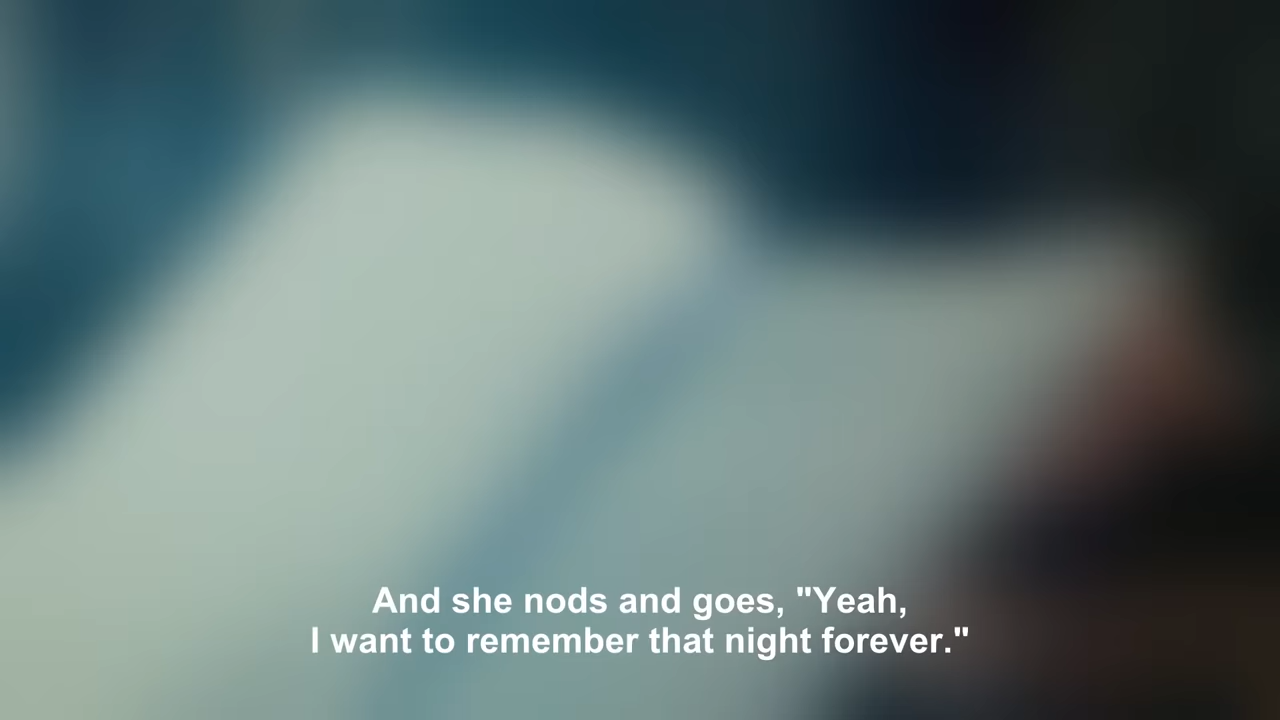 And she nods and goes, "Yeah,
I want to remember that night forever."